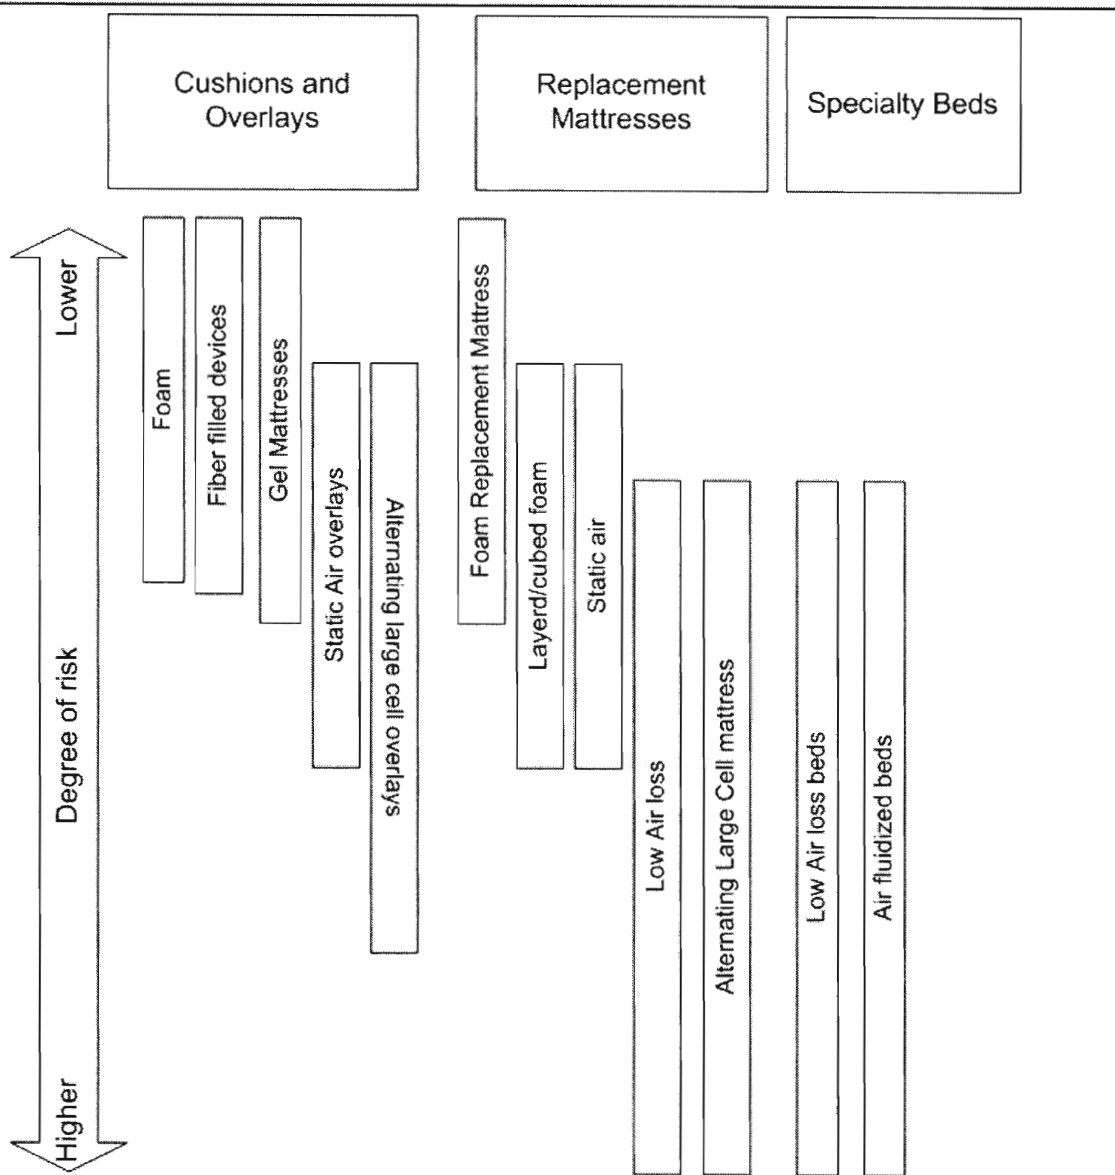 Cushions and
Overlays
Replacement
Mattresses
Specialty Beds
Lower
Degree of risk
Higher
Foam
Fiber filled devices
Gel Mattresses
Static Air overlays
Alternating large cell overlays
Foam Replacement Mattress
Layerd/cubed foam
Static air
Low Air loss
Alternating Large Cell mattress
Low Air loss beds
Air fluidized beds